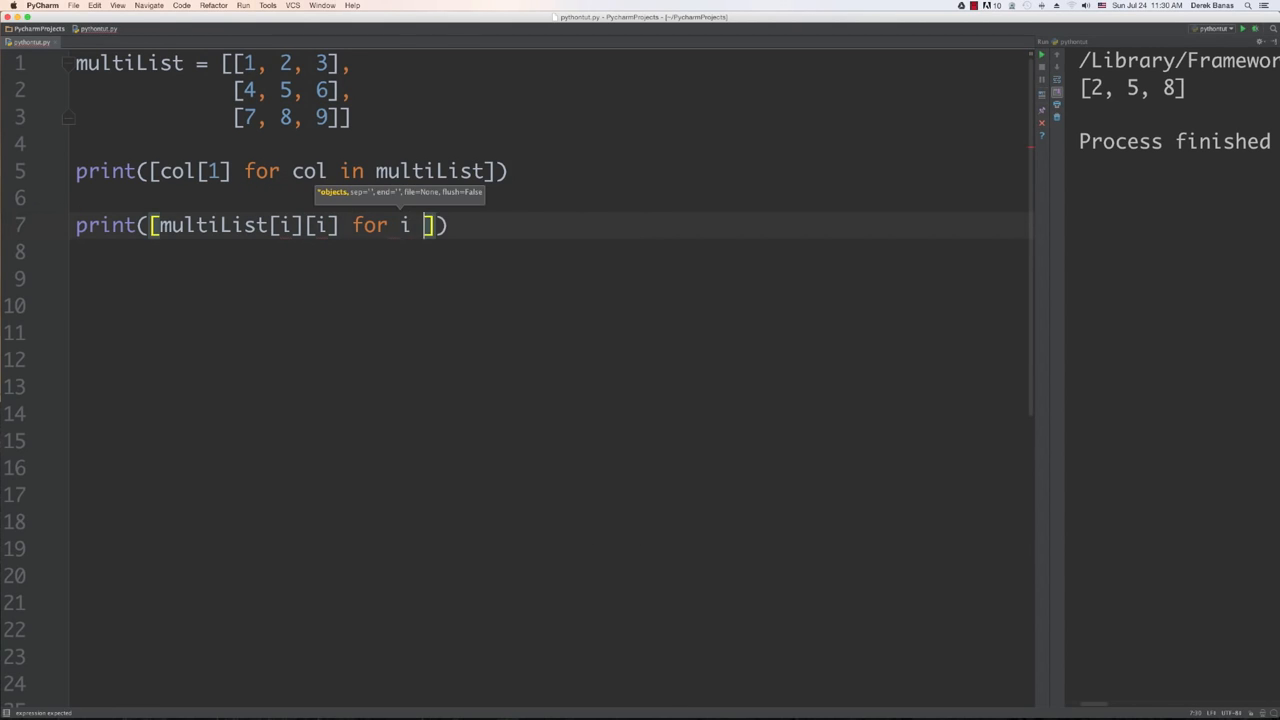 PyCharm File Edit View Navigate Code Refactor Run Tools VCS Window Help 10 Sun Jul 24 11:30 AM Derek Banas
pythontut.py - PycharmProjects - [~/PycharmProjects]
PycharmProjects pythontut.py pythontut
pythontut.py Run pythontut
1 multiList = [[1, 2, 3],
2 [4, 5, 6],
3 [7, 8, 9]]
4
5 print([col[1] for col in multiList])
6 *objects, sep=' ', end='', file=None, flush=False
7 print([multiList[i][i] for i ])
8
9
10
11
12
13
14
15
16
17
18
19
20
21
22
23
24
/Library/Framewor
[2, 5, 8]
Process finished
expression expected 7:30 LF≑ UTF-8≑